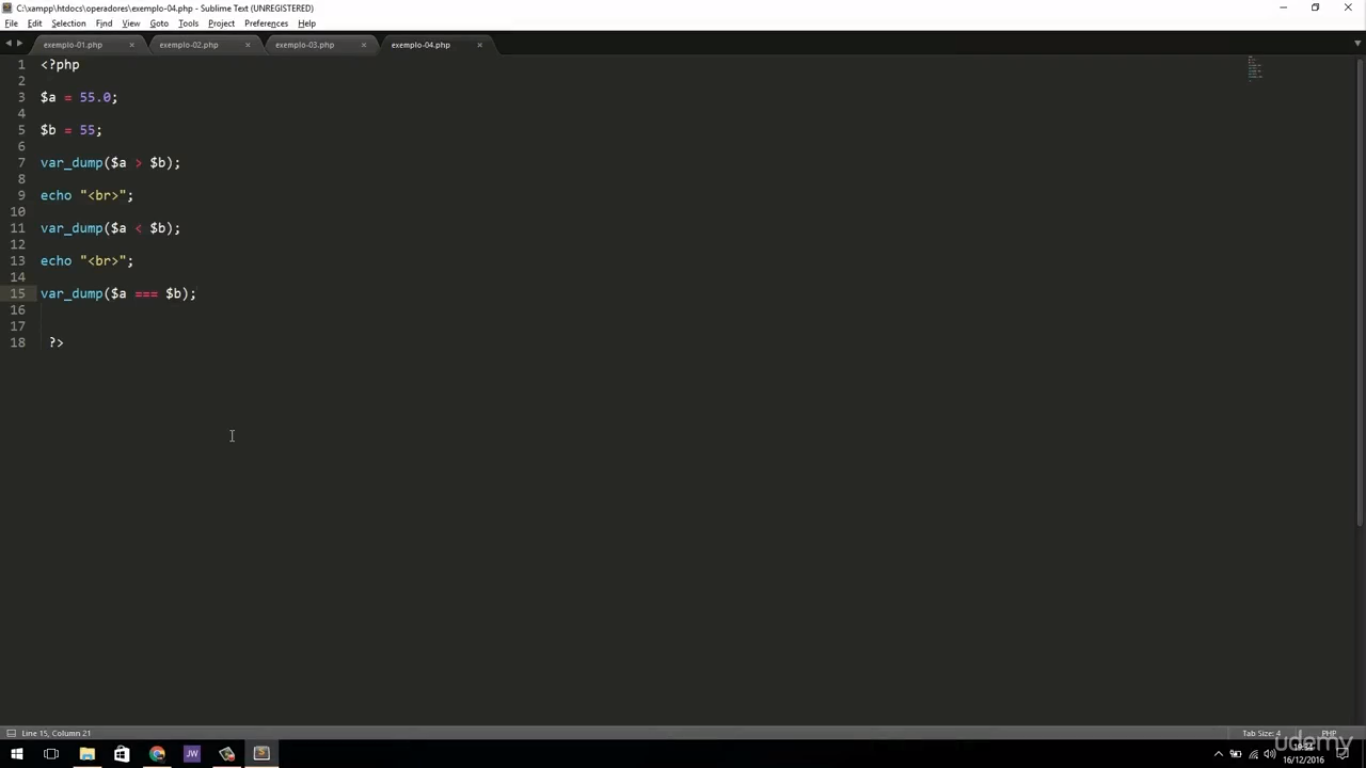 C:\xampp\htdocs\operadores\exemplo-04.php - Sublime Text (UNREGISTERED)
File Edit Selection Find View Goto Tools Project Preferences Help
exemplo-01.php exemplo-02.php exemplo-03.php exemplo-04.php
1 <?php
2
3 $a = 55.0;
4
5 $b = 55;
6
7 var_dump($a > $b);
8
9 echo "<br>";
10
11 var_dump($a < $b);
12
13 echo "<br>";
14
15 var_dump($a === $b);
16
17
18 ?>
Line 15, Column 21 Tab Size: 4 PHP
udemy
JW
16/12/2016